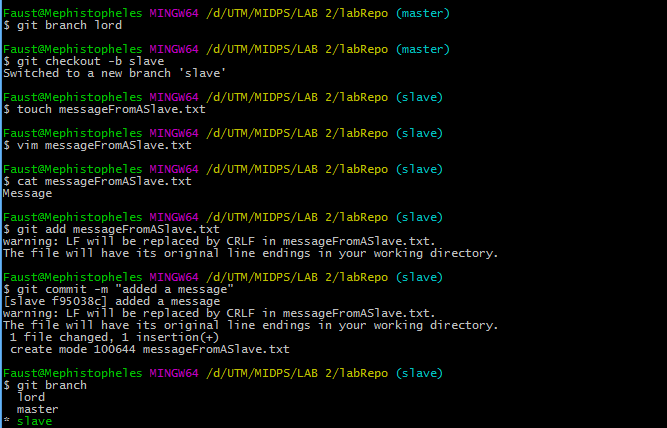 Faust@Mephistopheles MINGW64 /d/UTM/MIDPS/LAB 2/labRepo (master)
$ git branch lord
Faust@Mephistopheles MINGW64 /d/UTM/MIDPS/LAB 2/labRepo (master)
$ git checkout -b slave
Switched to a new branch 'slave'
Faust@Mephistopheles MINGW64 /d/UTM/MIDPS/LAB 2/labRepo (slave)
$ touch messageFromASlave.txt
Faust@Mephistopheles MINGW64 /d/UTM/MIDPS/LAB 2/labRepo (slave)
$ vim messageFromASlave.txt
Faust@Mephistopheles MINGW64 /d/UTM/MIDPS/LAB 2/labRepo (slave)
$ cat messageFromASlave.txt
Message
Faust@Mephistopheles MINGW64 /d/UTM/MIDPS/LAB 2/labRepo (slave)
$ git add messageFromASlave.txt
warning: LF will be replaced by CRLF in messageFromASlave.txt.
The file will have its original line endings in your working directory.
Faust@Mephistopheles MINGW64 /d/UTM/MIDPS/LAB 2/labRepo (slave)
$ git commit -m "added a message"
[slave f95038c] added a message
warning: LF will be replaced by CRLF in messageFromASlave.txt.
The file will have its original line endings in your working directory.
 1 file changed, 1 insertion(+)
 create mode 100644 messageFromASlave.txt
Faust@Mephistopheles MINGW64 /d/UTM/MIDPS/LAB 2/labRepo (slave)
$ git branch
  lord
  master
* slave